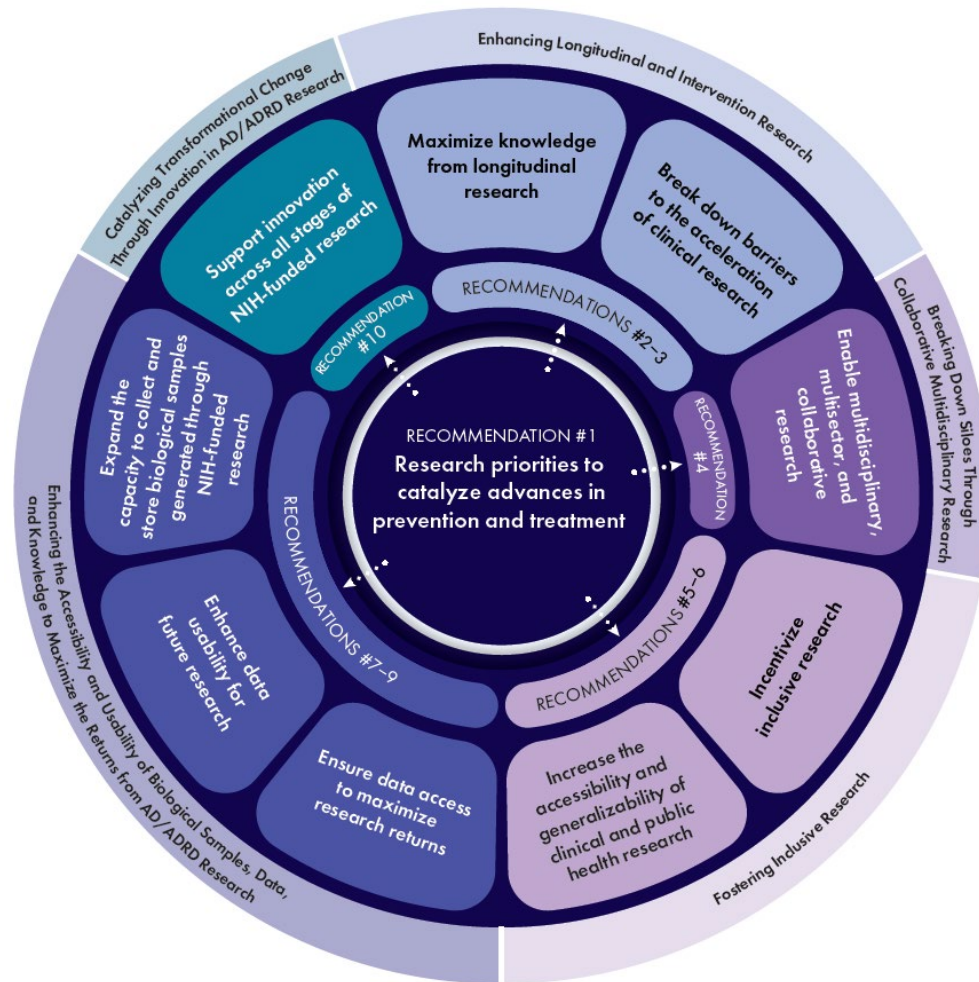 RECOMMENDATION #1
Research priorities to
catalyze advances in
prevention and treatment
Enhancing Longitudinal and Intervention Research
RECOMMENDATIONS #2–3
Maximize knowledge
from longitudinal
research
Break down barriers
to the acceleration
of clinical research
Breaking Down Siloes Through
Collaborative Multidisciplinary Research
RECOMMENDATION
#4
Enable multidisciplinary,
multisector, and
collaborative
research
Fostering Inclusive Research
RECOMMENDATIONS #5–6
Incentivize
inclusive research
Increase the
accessibility and
generalizability of
clinical and public
health research
Enhancing the Accessibility and Usability of Biological Samples, Data,
and Knowledge to Maximize the Returns from AD/ADRD Research
RECOMMENDATIONS #7–9
Ensure data access
to maximize
research returns
Enhance data
usability for
future research
Expand the
capacity to collect and
store biological samples
generated through
NIH-funded
research
Catalyzing Transformational Change
Through Innovation in AD/ADRD Research
RECOMMENDATION
#10
Support innovation
across all stages of
NIH-funded research